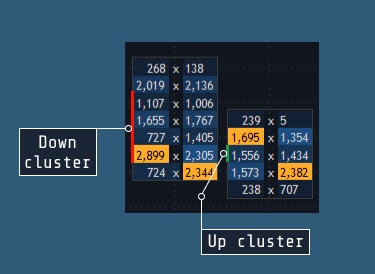 268 x 138
2,019 x 2,136
1,107 x 1,006
1,655 x 1,767
727 x 1,405
2,899 x 2,305
724 x 2,344
239 x 5
1,695 x 1,354
1,556 x 1,434
1,573 x 2,382
238 x 707
Down
cluster
Up cluster